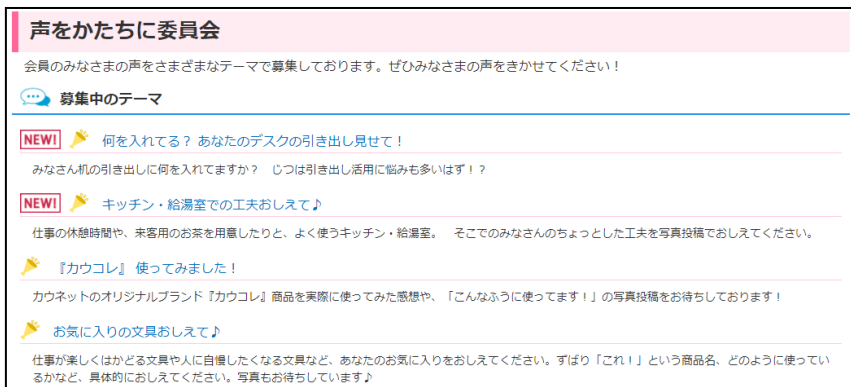 声をかたちに委員会
会員のみなさまの声をさまざまなテーマで募集しております。ぜひみなさまの声をきかせてください！
募集中のテーマ
NEW! 何を入れてる？ あなたのデスクの引き出し見せて！
みなさん机の引き出しに何を入れてますか？　じつは引き出し活用に悩みも多いはず！？
NEW! キッチン・給湯室での工夫おしえて♪
仕事の休憩時間や、来客用のお茶を用意したりと、よく使うキッチン・給湯室。　そこでのみなさんのちょっとした工夫を写真投稿でおしえてください。
『カウコレ』 使ってみました！
カウネットのオリジナルブランド『カウコレ』商品を実際に使ってみた感想や、「こんなふうに使ってます！」の写真投稿をお待ちしております！
お気に入りの文具おしえて♪
仕事が楽しくはかどる文具や人に自慢したくなる文具など、あなたのお気に入りをおしえてください。ずばり「これ！」という商品名、どのように使ってい
るかなど、具体的におしえてください。写真もお待ちしています♪